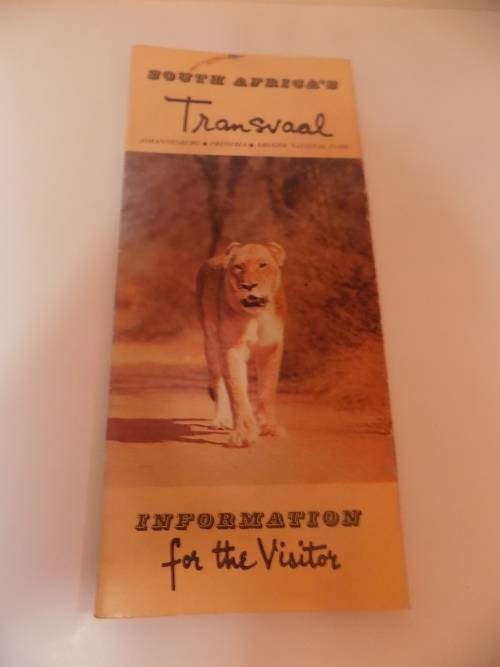 SOUTH AFRICA'S
Transvaal
JOHANNESBURG ● PRETORIA ● KRUGER NATIONAL PARK
INFORMATION
for the Visitor